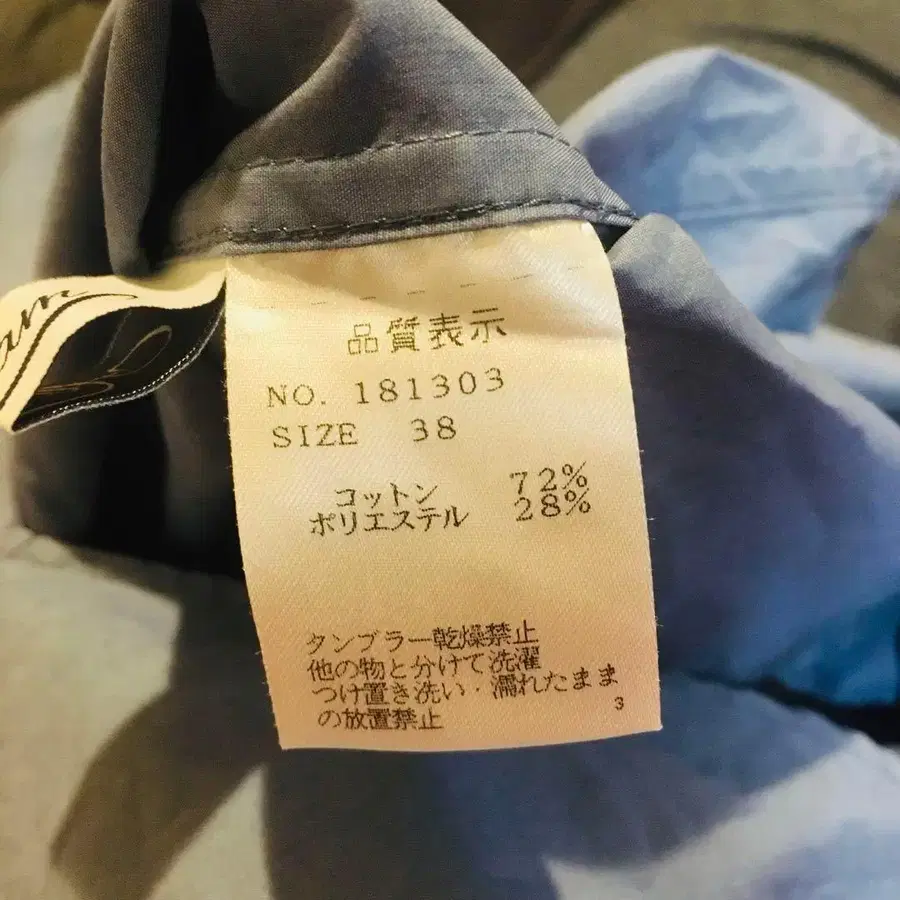 品質表示
NO. 181303
SIZE 38
コットン 72%
ポリエステル 28%
タンブラー乾燥禁止
他の物と分けて洗濯
つけ置き洗い・濡れたまま
の放置禁止
3